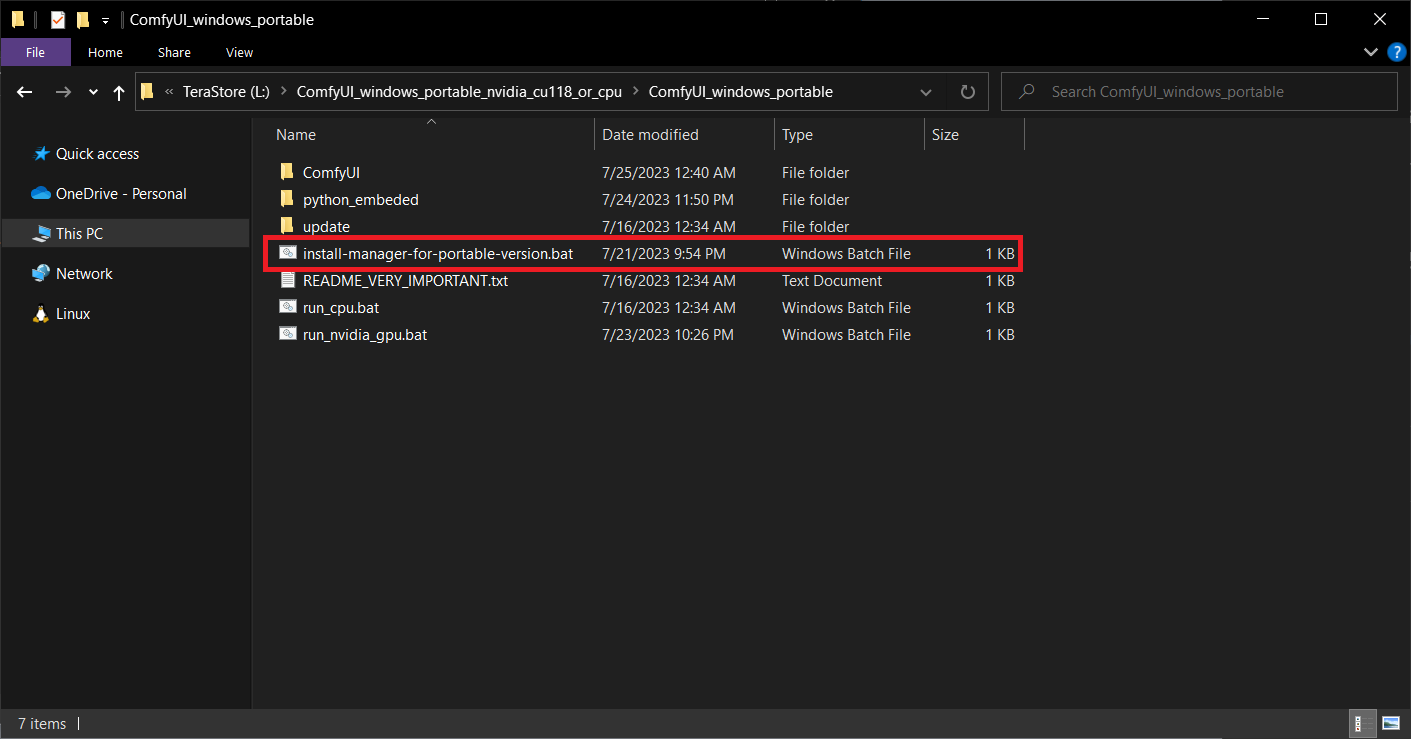 ComfyUI_windows_portable
File Home Share View
« TeraStore (L:) > ComfyUI_windows_portable_nvidia_cu118_or_cpu > ComfyUI_windows_portable
Search ComfyUI_windows_portable
Quick access
OneDrive - Personal
This PC
Network
Linux
Name Date modified Type Size
ComfyUI 7/25/2023 12:40 AM File folder
python_embeded 7/24/2023 11:50 PM File folder
update 7/16/2023 12:34 AM File folder
install-manager-for-portable-version.bat 7/21/2023 9:54 PM Windows Batch File 1 KB
README_VERY_IMPORTANT.txt 7/16/2023 12:34 AM Text Document 1 KB
run_cpu.bat 7/16/2023 12:34 AM Windows Batch File 1 KB
run_nvidia_gpu.bat 7/23/2023 10:26 PM Windows Batch File 1 KB
7 items